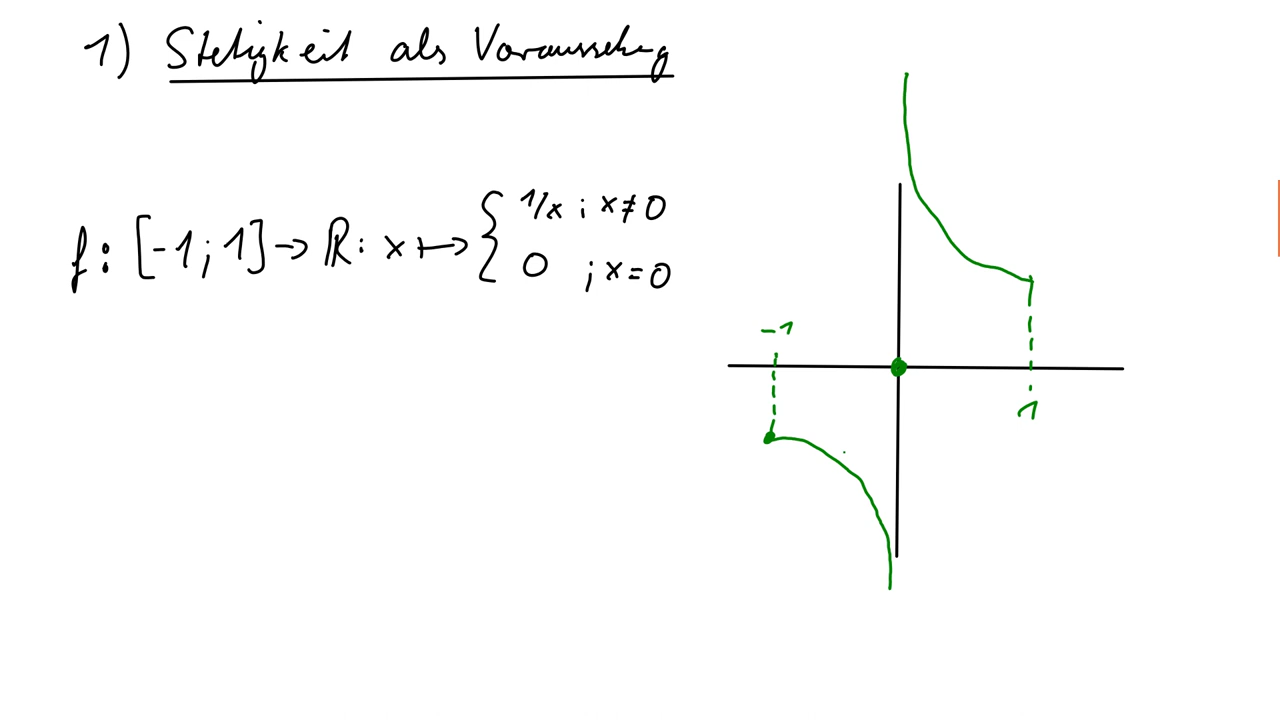 1) Stetigkeit als Voraussetzung
f: [-1; 1] → ℝ: x ↦ { 1/x ; x ≠ 0
0 ; x = 0
-1
1